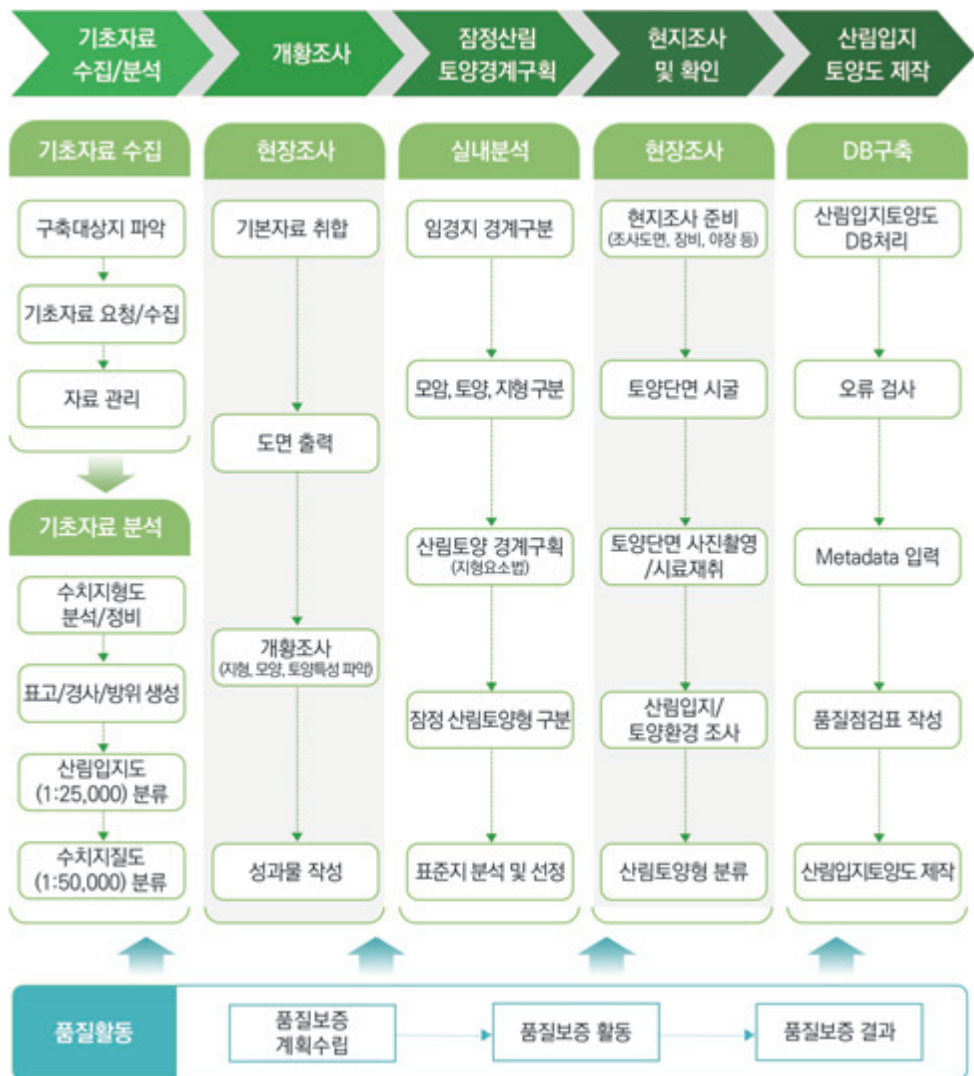 기초자료
수집/분석
개황조사
잠정산림
토양경계구획
현지조사
및 확인
산림입지
토양도 제작
기초자료 수집
구축대상지 파악
기초자료 요청/수집
자료 관리
기초자료 분석
수치지형도
분석/정비
표고/경사/방위 생성
산림입지도
(1:25,000) 분류
수치지질도
(1:50,000) 분류
현장조사
기본자료 취합
도면 출력
개황조사
(지형, 모양, 토양특성 파악)
성과물 작성
실내분석
임경지 경계구분
모암, 토양, 지형 구분
산림토양 경계구획
(지형요소법)
잠정 산림토양형 구분
표준지 분석 및 선정
현장조사
현지조사 준비
(조사도면, 장비, 야장 등)
토양단면 시굴
토양단면 사진촬영
/시료재취
산림입지/
토양환경 조사
산림토양형 분류
DB구축
산림입지토양도
DB처리
오류 검사
Metadata 입력
품질점검표 작성
산림입지토양도 제작
품질활동
품질보증
계획수립
품질보증 활동
품질보증 결과